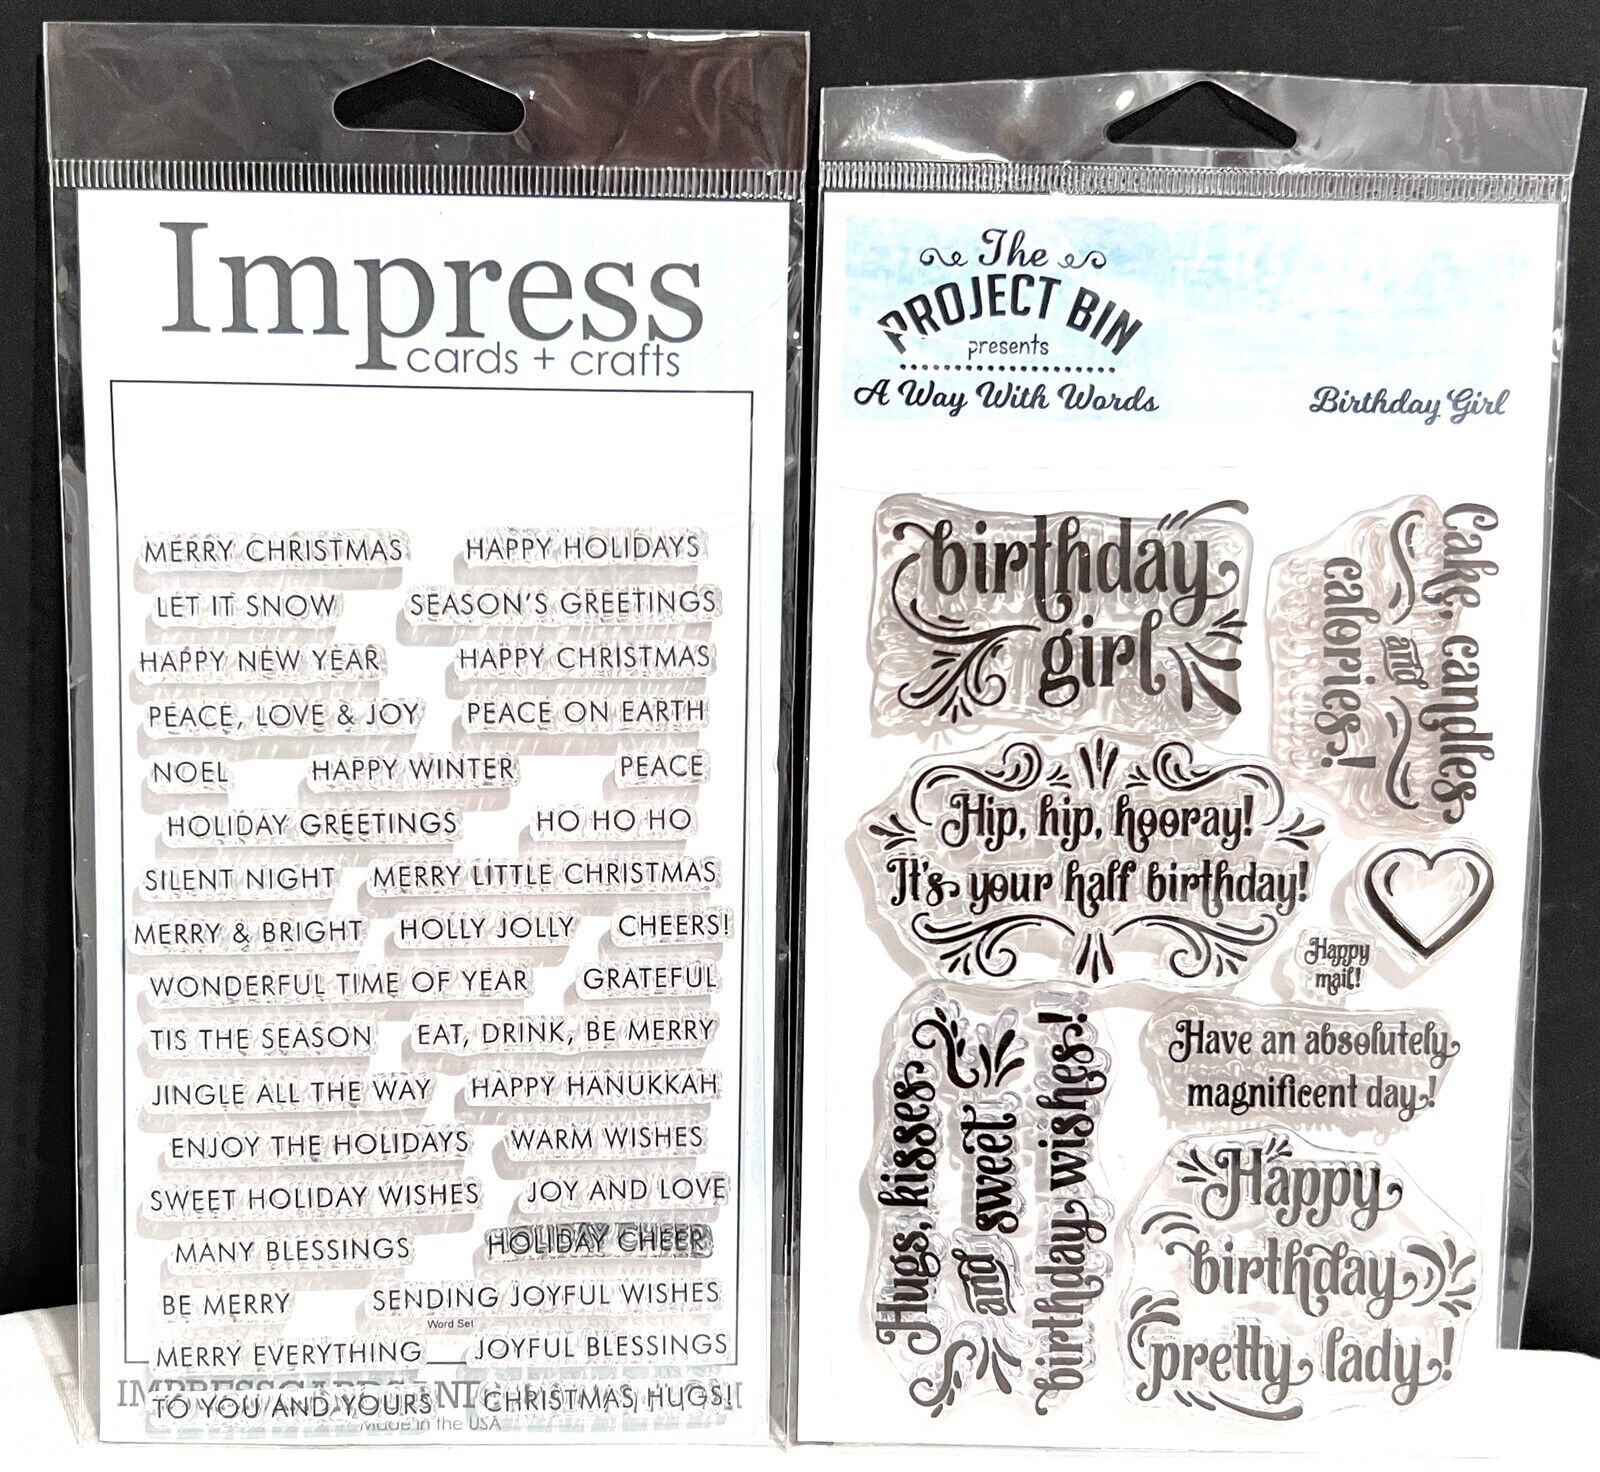 Impress
cards + crafts
MERRY CHRISTMAS HAPPY HOLIDAYS
LET IT SNOW SEASON'S GREETINGS
HAPPY NEW YEAR HAPPY CHRISTMAS
PEACE, LOVE & JOY PEACE ON EARTH
NOEL HAPPY WINTER PEACE
HOLIDAY GREETINGS HO HO HO
SILENT NIGHT MERRY LITTLE CHRISTMAS
MERRY & BRIGHT HOLLY JOLLY CHEERS!
WONDERFUL TIME OF YEAR GRATEFUL
TIS THE SEASON EAT, DRINK, BE MERRY
JINGLE ALL THE WAY HAPPY HANUKKAH
ENJOY THE HOLIDAYS WARM WISHES
SWEET HOLIDAY WISHES JOY AND LOVE
MANY BLESSINGS HOLIDAY CHEER
BE MERRY SENDING JOYFUL WISHES
Word Set
MERRY EVERYTHING JOYFUL BLESSINGS
TO YOU AND YOURS CHRISTMAS HUGS!
Made in the USA
The
PROJECT BIN
presents
A Way With Words
Birthday Girl
birthday
girl
Cake, candles
and
calories!
Hip, hip, hooray!
It's your half birthday!
Happy
mail!
Hugs, kisses
and sweet
birthday wishes!
Have an absolutely
magnificent day!
Happy
birthday
pretty lady!